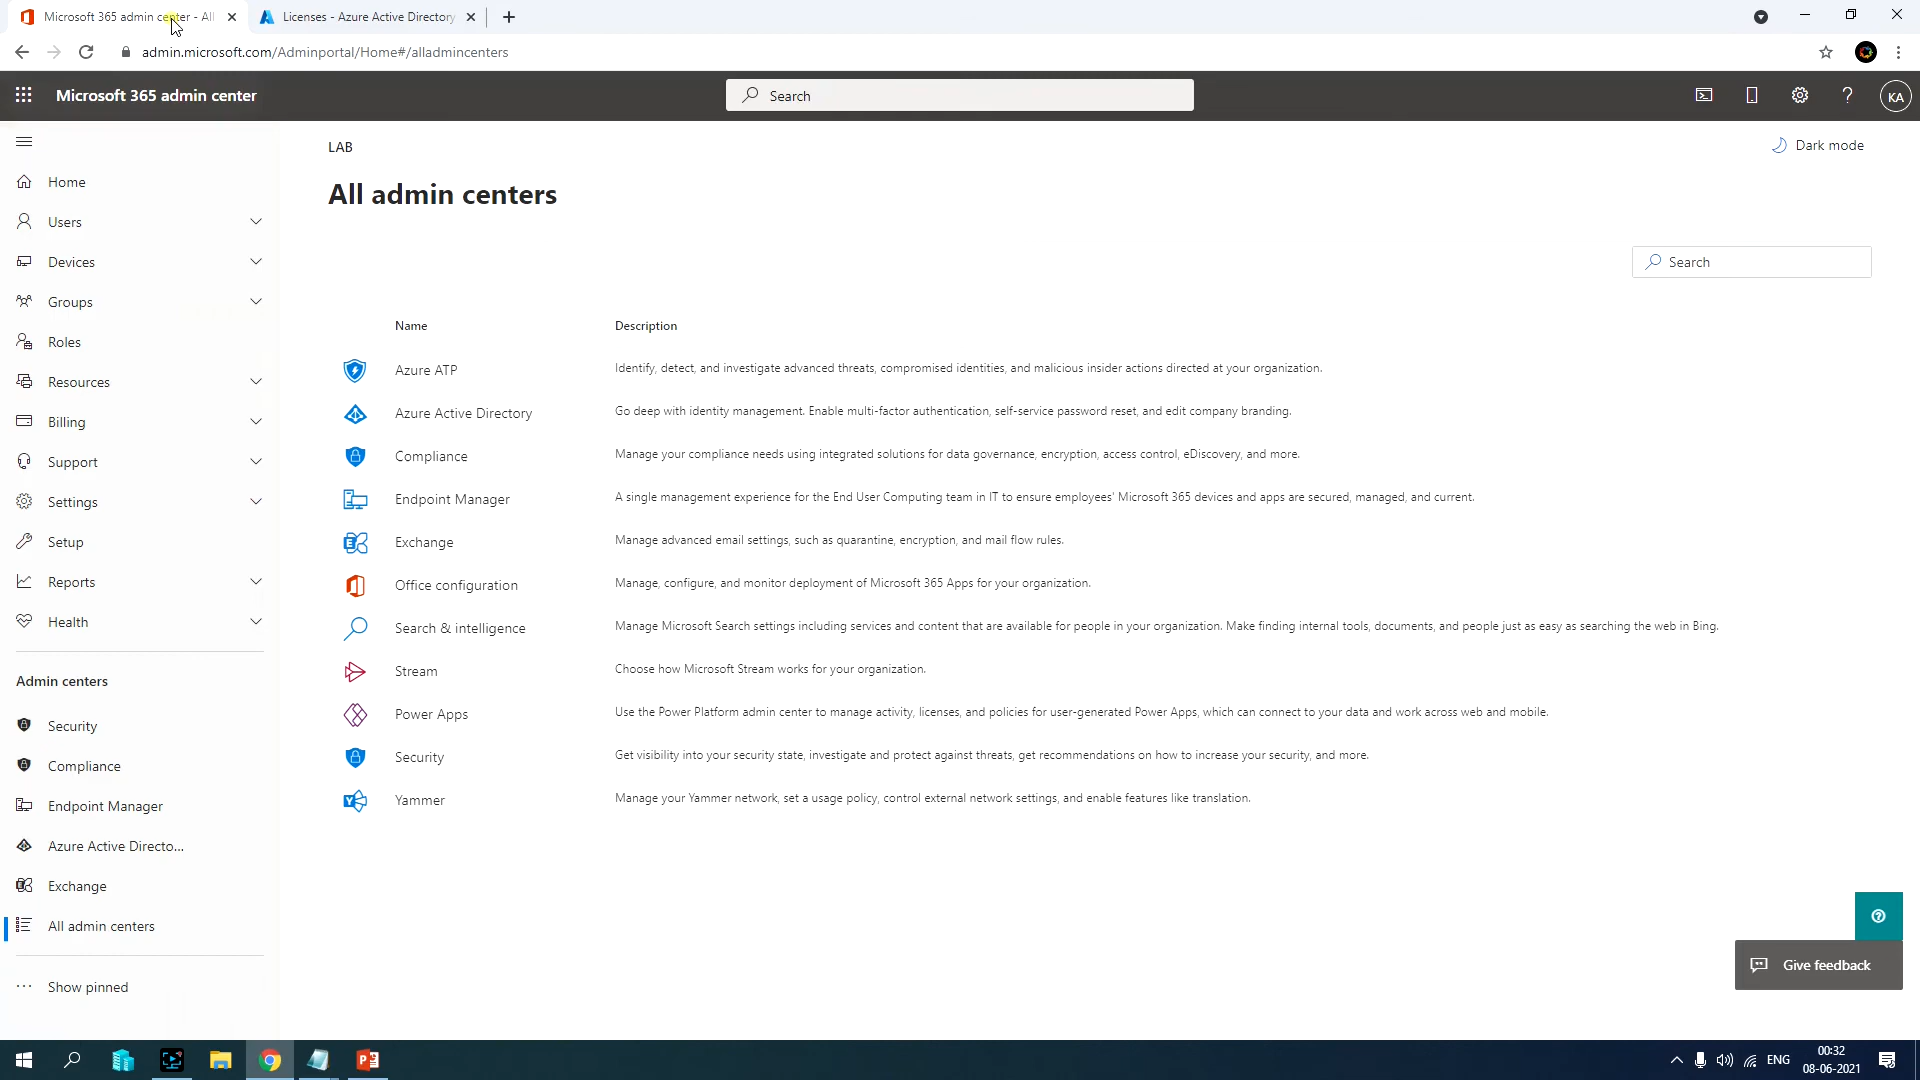 Microsoft 365 admin center - All
Licenses - Azure Active Directory
admin.microsoft.com/Adminportal/Home#/alladmincenters
Microsoft 365 admin center
Search
KA
LAB
Dark mode
All admin centers
Search
Home
Users
Devices
Groups
Roles
Resources
Billing
Support
Settings
Setup
Reports
Health
Admin centers
Security
Compliance
Endpoint Manager
Azure Active Directo...
Exchange
All admin centers
Show pinned
Name Description
Azure ATP Identify, detect, and investigate advanced threats, compromised identities, and malicious insider actions directed at your organization.
Azure Active Directory Go deep with identity management. Enable multi-factor authentication, self-service password reset, and edit company branding.
Compliance Manage your compliance needs using integrated solutions for data governance, encryption, access control, eDiscovery, and more.
Endpoint Manager A single management experience for the End User Computing team in IT to ensure employees' Microsoft 365 devices and apps are secured, managed, and current.
Exchange Manage advanced email settings, such as quarantine, encryption, and mail flow rules.
Office configuration Manage, configure, and monitor deployment of Microsoft 365 Apps for your organization.
Search & intelligence Manage Microsoft Search settings including services and content that are available for people in your organization. Make finding internal tools, documents, and people just as easy as searching the web in Bing.
Stream Choose how Microsoft Stream works for your organization.
Power Apps Use the Power Platform admin center to manage activity, licenses, and policies for user-generated Power Apps, which can connect to your data and work across web and mobile.
Security Get visibility into your security state, investigate and protect against threats, get recommendations on how to increase your security, and more.
Yammer Manage your Yammer network, set a usage policy, control external network settings, and enable features like translation.
Give feedback
ENG
00:32
08-06-2021